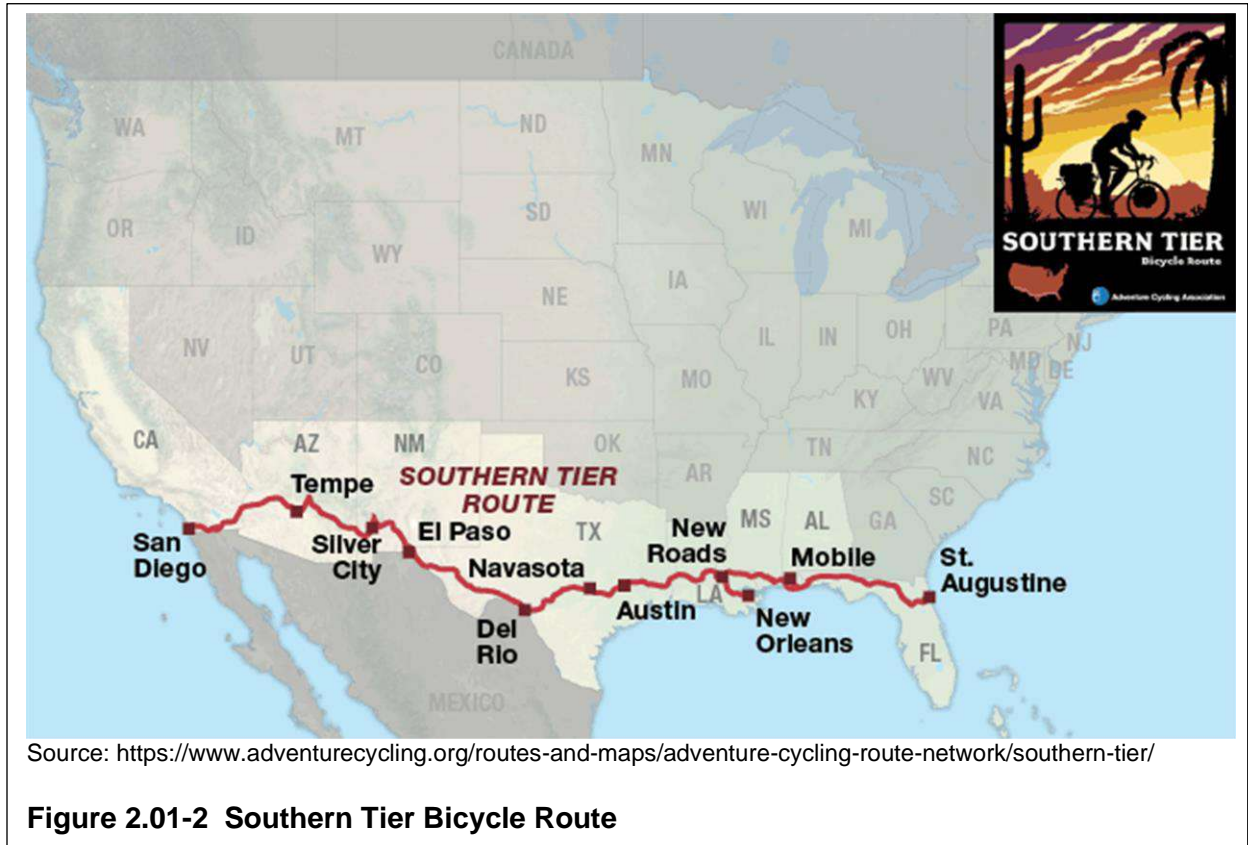 CANADA
WA
MT
ND
MN
OR
ID
SD
WI
MI
WY
IA
NE
NV
UT
CO
IL
IN
OH
PA
NJ
MD
DE
WV
VA
KS
MO
KY
CA
AZ
NM
OK
AR
TN
NC
SC
MS
AL
GA
TX
LA
FL
MEXICO
SOUTHERN TIER
ROUTE
San
Diego
Tempe
Silver
City
El Paso
Del
Rio
Navasota
Austin
New
Roads
New
Orleans
Mobile
St.
Augustine
SOUTHERN TIER
Bicycle Route
Adventure Cycling Association
Source: https://www.adventurecycling.org/routes-and-maps/adventure-cycling-route-network/southern-tier/
Figure 2.01-2 Southern Tier Bicycle Route